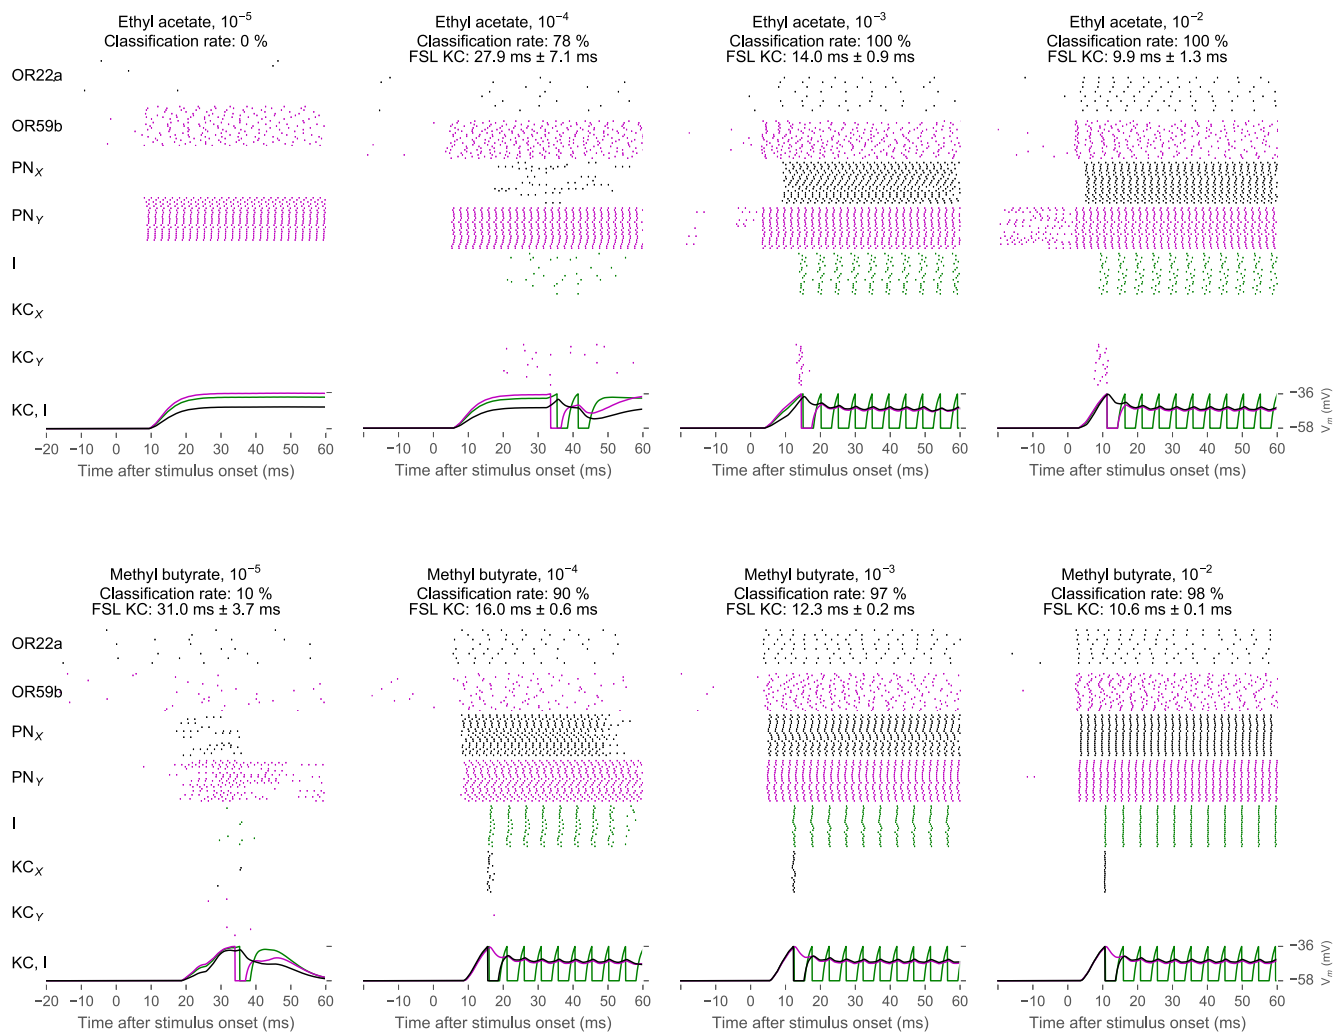 Ethyl acetate, 10⁻⁵
Classification rate: 0 %
Ethyl acetate, 10⁻⁴
Classification rate: 78 %
FSL KC: 27.9 ms ± 7.1 ms
Ethyl acetate, 10⁻³
Classification rate: 100 %
FSL KC: 14.0 ms ± 0.9 ms
Ethyl acetate, 10⁻²
Classification rate: 100 %
FSL KC: 9.9 ms ± 1.3 ms
OR22a
OR59b
PN_X
PN_Y
I
KC_X
KC_Y
KC, I
−36
−58
V_m (mV)
−20 −10 0 10 20 30 40 50 60
−10 0 10 20 30 40 50 60
−10 0 10 20 30 40 50 60
−10 0 10 20 30 40 50 60
Time after stimulus onset (ms)
Time after stimulus onset (ms)
Time after stimulus onset (ms)
Time after stimulus onset (ms)
Methyl butyrate, 10⁻⁵
Classification rate: 10 %
FSL KC: 31.0 ms ± 3.7 ms
Methyl butyrate, 10⁻⁴
Classification rate: 90 %
FSL KC: 16.0 ms ± 0.6 ms
Methyl butyrate, 10⁻³
Classification rate: 97 %
FSL KC: 12.3 ms ± 0.2 ms
Methyl butyrate, 10⁻²
Classification rate: 98 %
FSL KC: 10.6 ms ± 0.1 ms
OR22a
OR59b
PN_X
PN_Y
I
KC_X
KC_Y
KC, I
−36
−58
V_m (mV)
−20 −10 0 10 20 30 40 50 60
−10 0 10 20 30 40 50 60
−10 0 10 20 30 40 50 60
−10 0 10 20 30 40 50 60
Time after stimulus onset (ms)
Time after stimulus onset (ms)
Time after stimulus onset (ms)
Time after stimulus onset (ms)